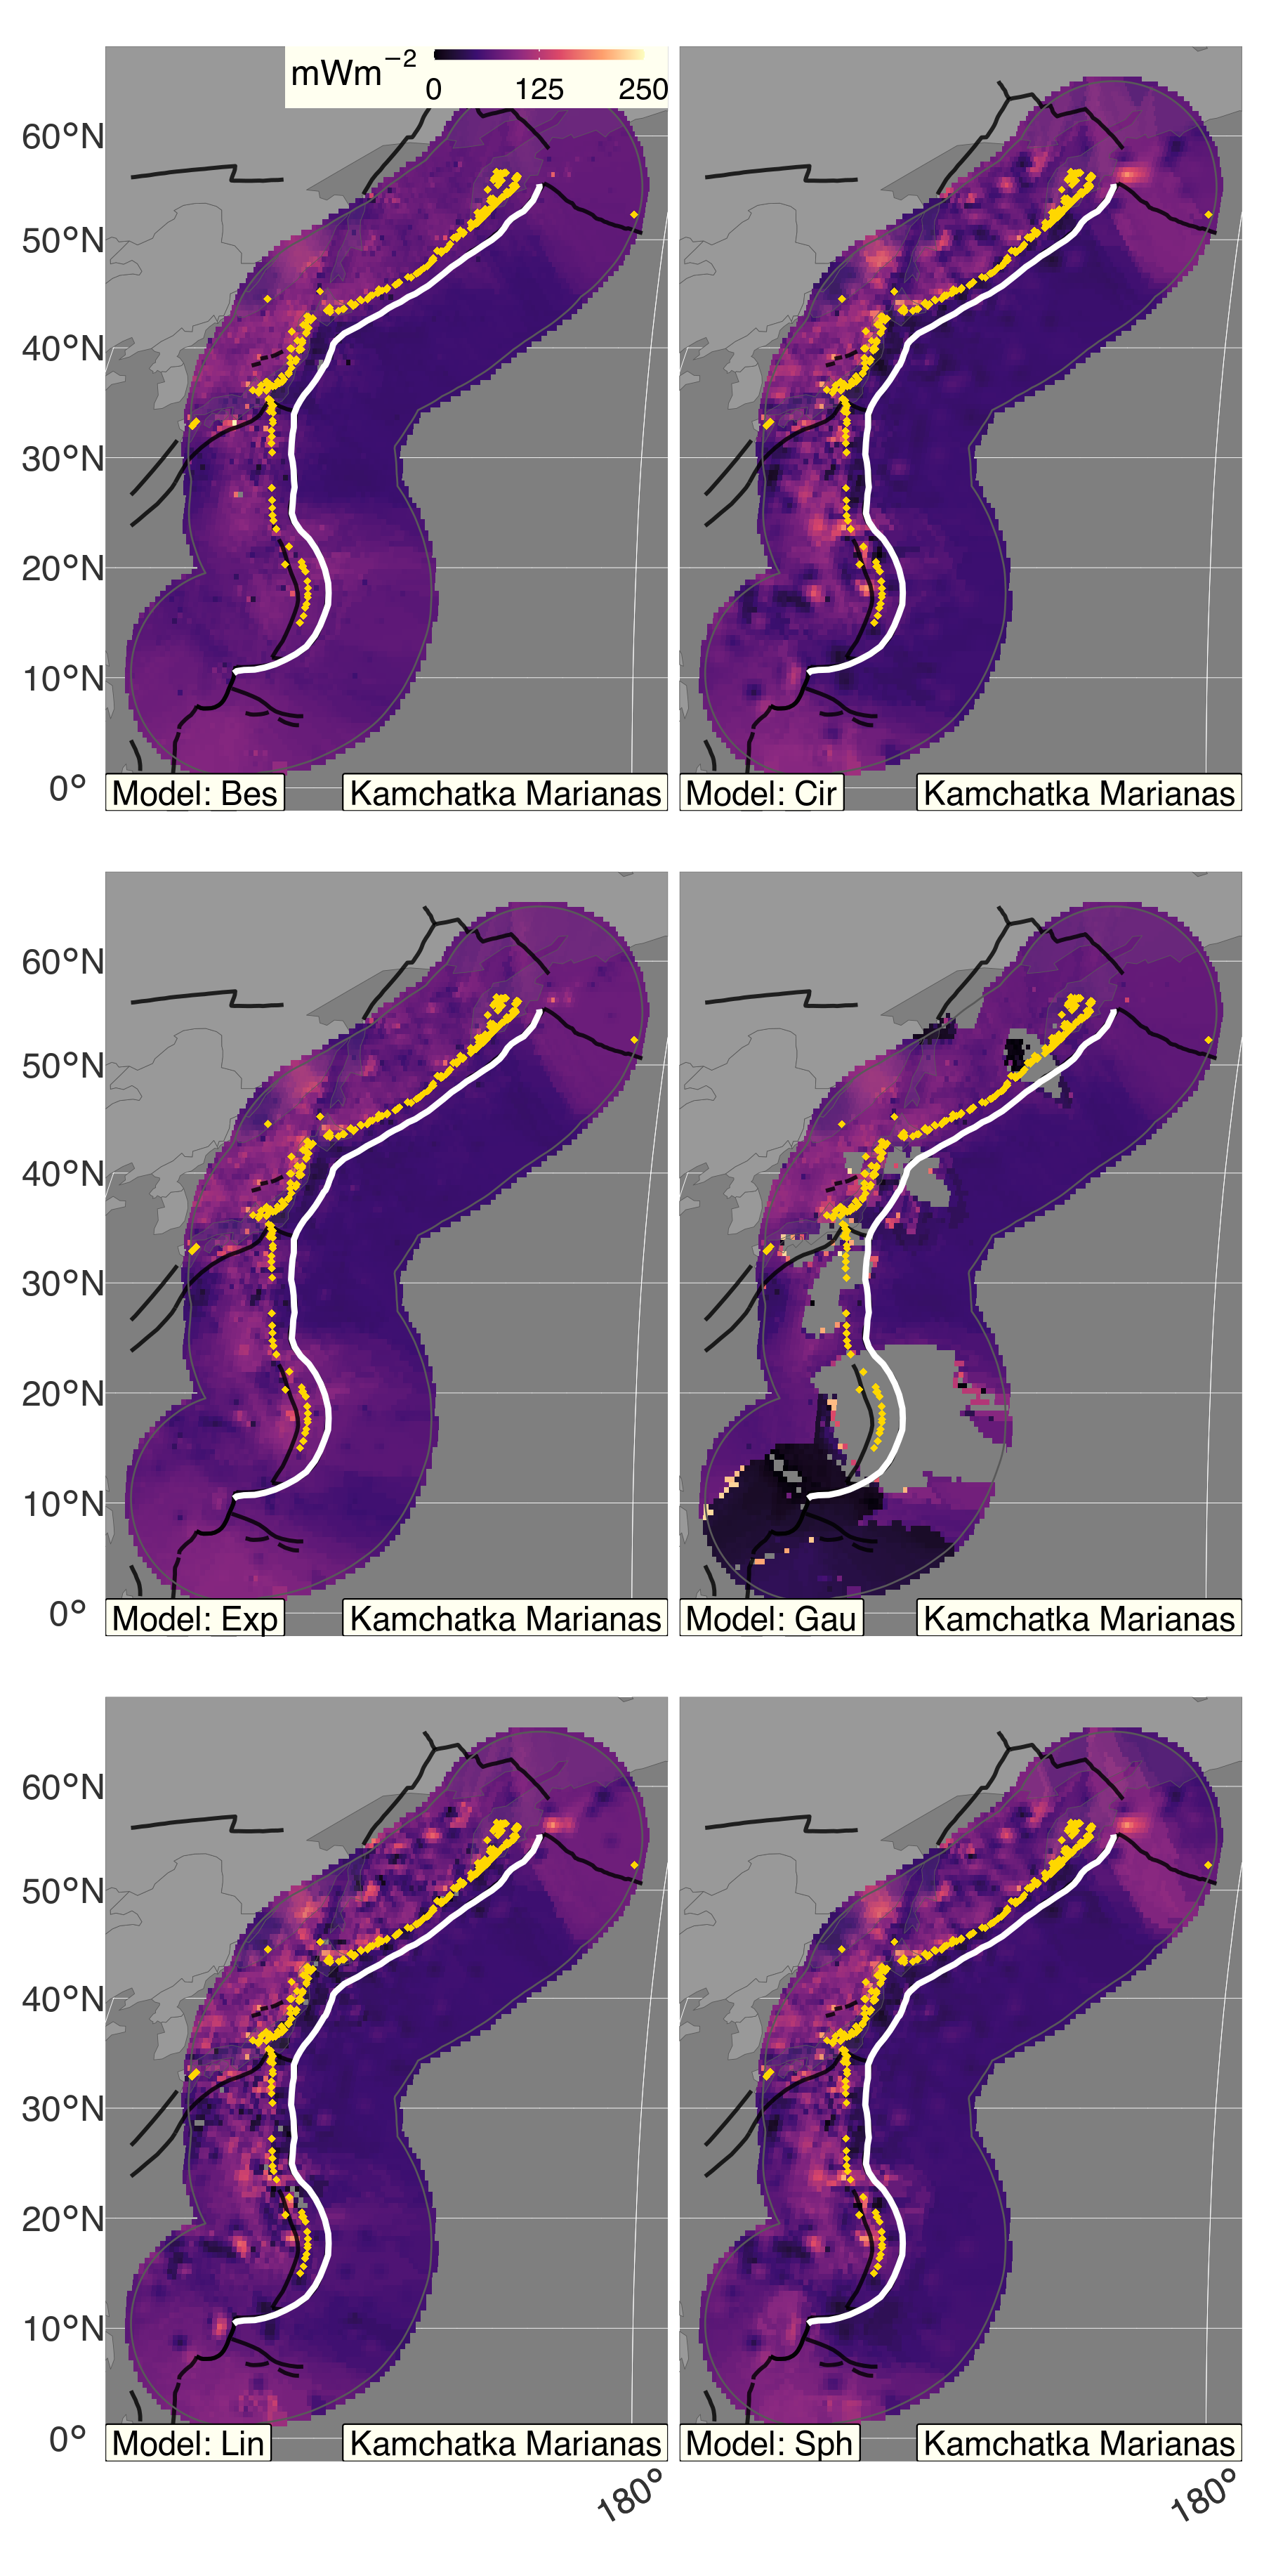 mWm−2
0 125 250
60°N
50°N
40°N
30°N
20°N
10°N
0°
Model: Bes
Kamchatka Marianas
Model: Cir
Kamchatka Marianas
60°N
50°N
40°N
30°N
20°N
10°N
0°
Model: Exp
Kamchatka Marianas
Model: Gau
Kamchatka Marianas
60°N
50°N
40°N
30°N
20°N
10°N
0°
Model: Lin
Kamchatka Marianas
Model: Sph
Kamchatka Marianas
180°
180°